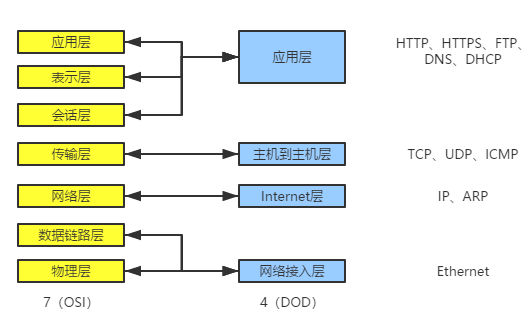 应用层
表示层
会话层
传输层
网络层
数据链路层
物理层
7（OSI）
应用层
主机到主机层
Internet层
网络接入层
4（DOD）
HTTP、HTTPS、FTP、
DNS、DHCP
TCP、UDP、ICMP
IP、ARP
Ethernet